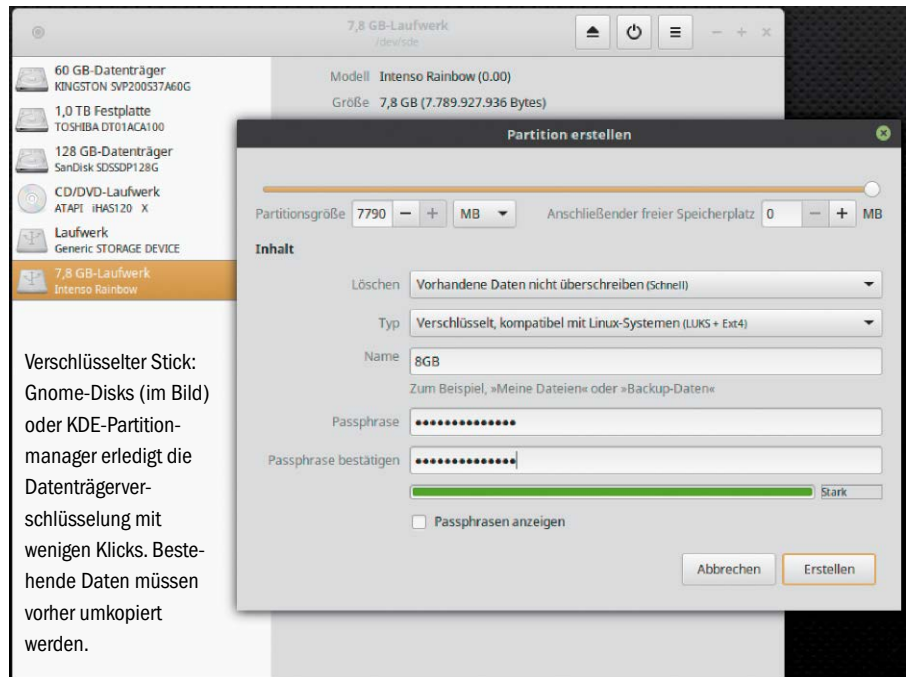 7,8 GB-Laufwerk
/dev/sde
60 GB-Datenträger
KINGSTON SVP200S37A60G
1,0 TB Festplatte
TOSHIBA DT01ACA100
128 GB-Datenträger
SanDisk SDSSDP128G
CD/DVD-Laufwerk
ATAPI iHAS120 X
Laufwerk
Generic STORAGE DEVICE
7,8 GB-Laufwerk
Intenso Rainbow
Modell Intenso Rainbow (0.00)
Größe 7,8 GB (7.789.927.936 Bytes)
Partition erstellen
Partitionsgröße 7790 − + MB Anschließender freier Speicherplatz 0 − + MB
Inhalt
Löschen Vorhandene Daten nicht überschreiben (Schnell)
Typ Verschlüsselt, kompatibel mit Linux-Systemen (LUKS + Ext4)
Name 8GB
Zum Beispiel, »Meine Dateien« oder »Backup-Daten«
Passphrase ••••••••••••••
Passphrase bestätigen ••••••••••••••
Stark
Passphrasen anzeigen
Abbrechen Erstellen
Verschlüsselter Stick:
Gnome-Disks (im Bild)
oder KDE-Partition-
manager erledigt die
Datenträgerver-
schlüsselung mit
wenigen Klicks. Beste-
hende Daten müssen
vorher umkopiert
werden.